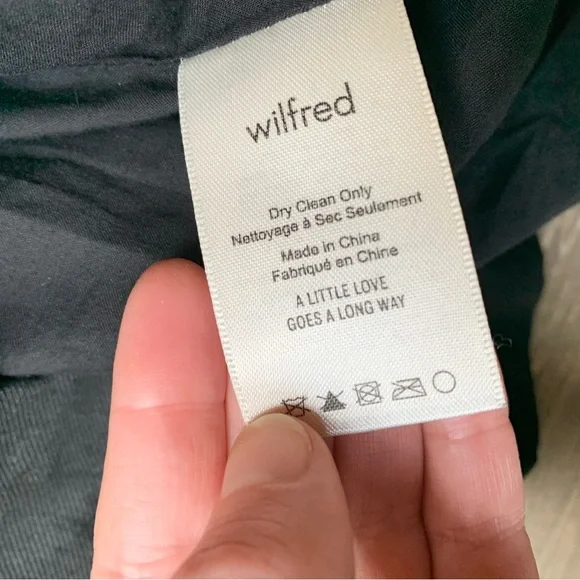 wilfred
Dry Clean Only
Nettoyage à Sec Seulement
Made in China
Fabriqué en Chine
A LITTLE LOVE
GOES A LONG WAY